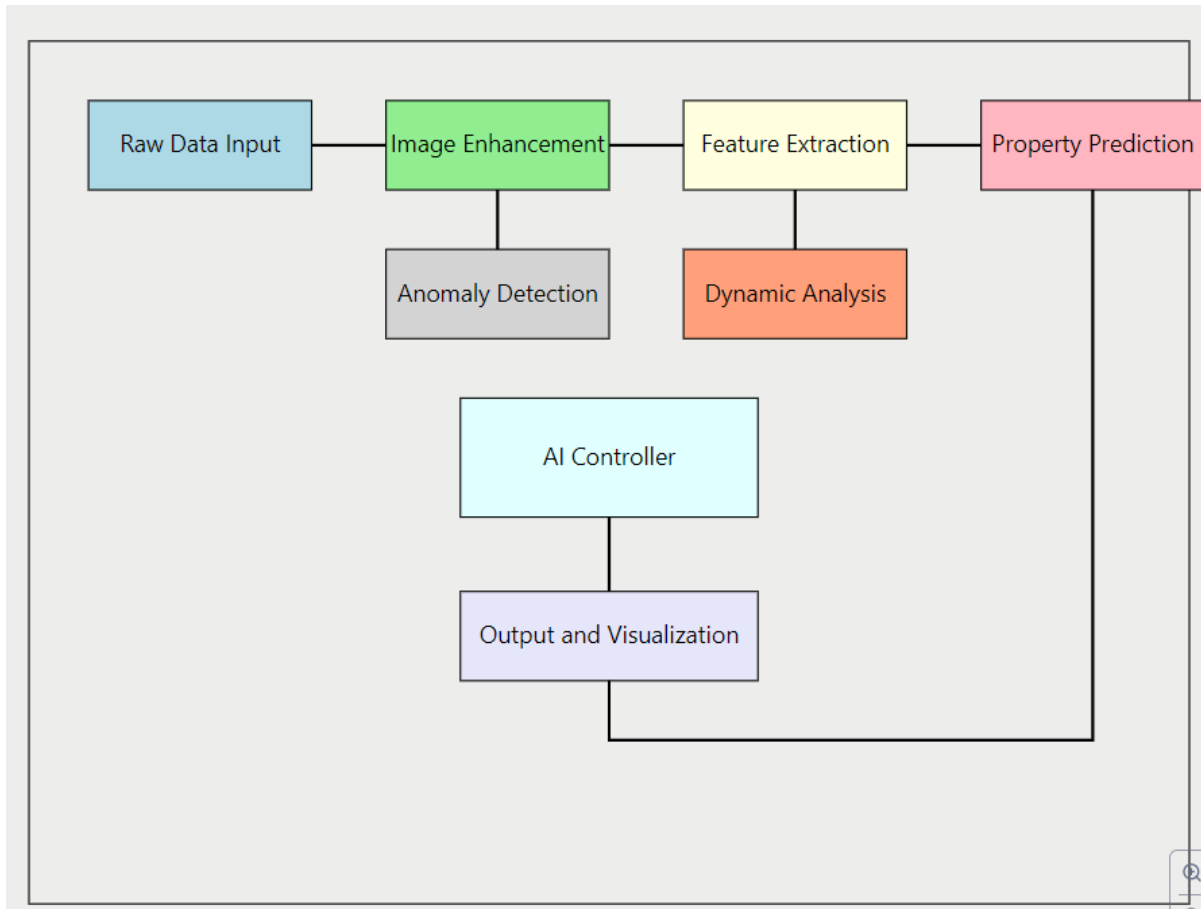 Raw Data Input
Image Enhancement
Feature Extraction
Property Prediction
Anomaly Detection
Dynamic Analysis
AI Controller
Output and Visualization